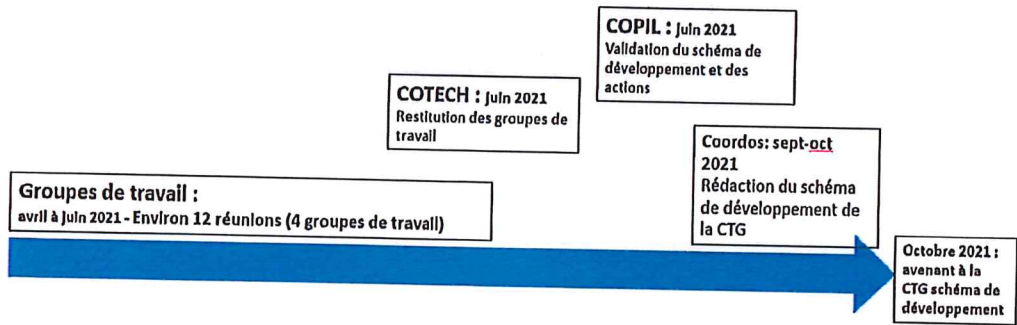 Groupes de travail :
avril à juin 2021 - Environ 12 réunions (4 groupes de travail)
COTECH : juin 2021
Restitution des groupes de
travail
COPIL : juin 2021
Validation du schéma de
développement et des
actions
Coordos: sept-oct
2021
Rédaction du schéma
de développement de
la CTG
Octobre 2021 :
avenant à la
CTG schéma de
développement